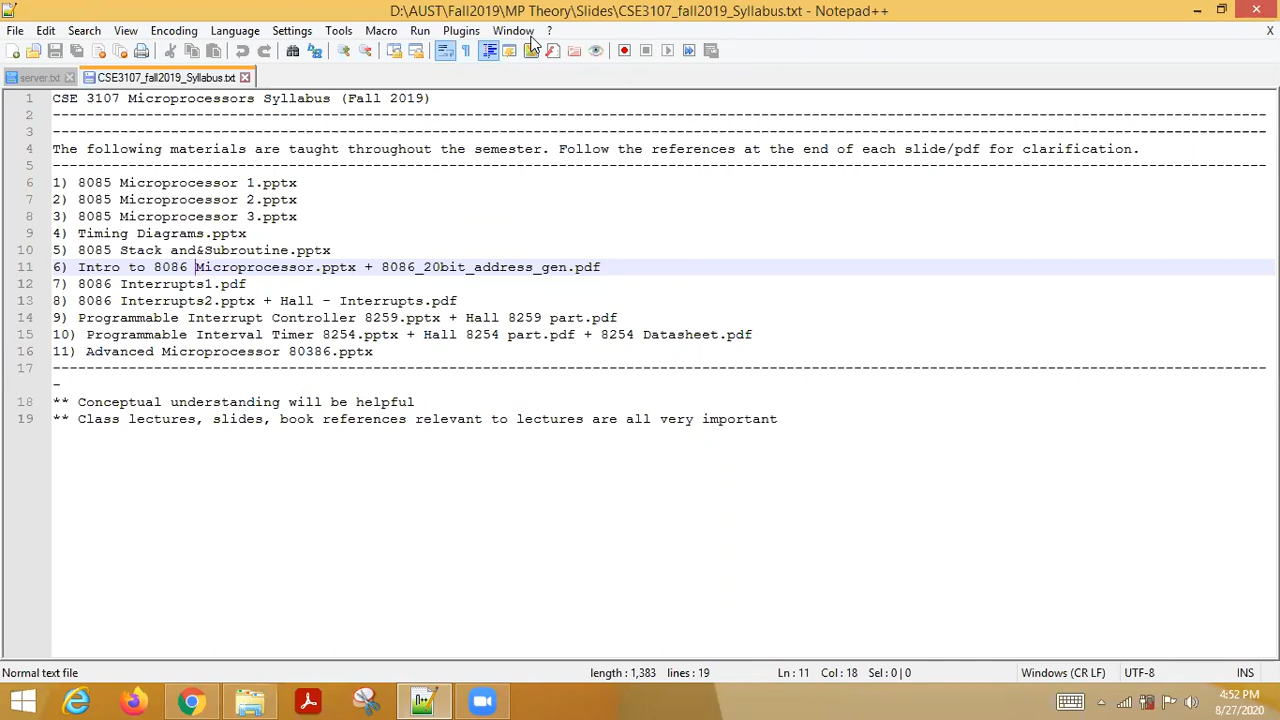 D:\AUST\Fall2019\MP Theory\Slides\CSE3107_fall2019_Syllabus.txt - Notepad++
File Edit Search View Encoding Language Settings Tools Macro Run Plugins Window ? X
server.txt CSE3107_fall2019_Syllabus.txt
1 CSE 3107 Microprocessors Syllabus (Fall 2019)
2 ------------------------------------------------------------------------------------------------------------------------------------------------
3 ------------------------------------------------------------------------------------------------------------------------------------------------
4 The following materials are taught throughout the semester. Follow the references at the end of each slide/pdf for clarification.
5 ------------------------------------------------------------------------------------------------------------------------------------------------
6 1) 8085 Microprocessor 1.pptx
7 2) 8085 Microprocessor 2.pptx
8 3) 8085 Microprocessor 3.pptx
9 4) Timing Diagrams.pptx
10 5) 8085 Stack and&Subroutine.pptx
11 6) Intro to 8086 Microprocessor.pptx + 8086_20bit_address_gen.pdf
12 7) 8086 Interrupts1.pdf
13 8) 8086 Interrupts2.pptx + Hall - Interrupts.pdf
14 9) Programmable Interrupt Controller 8259.pptx + Hall 8259 part.pdf
15 10) Programmable Interval Timer 8254.pptx + Hall 8254 part.pdf + 8254 Datasheet.pdf
16 11) Advanced Microprocessor 80386.pptx
17 ------------------------------------------------------------------------------------------------------------------------------------------------
-
18 ** Conceptual understanding will be helpful
19 ** Class lectures, slides, book references relevant to lectures are all very important
Normal text file length : 1,383 lines : 19 Ln : 11 Col : 18 Sel : 0 | 0 Windows (CR LF) UTF-8 INS
4:52 PM
8/27/2020